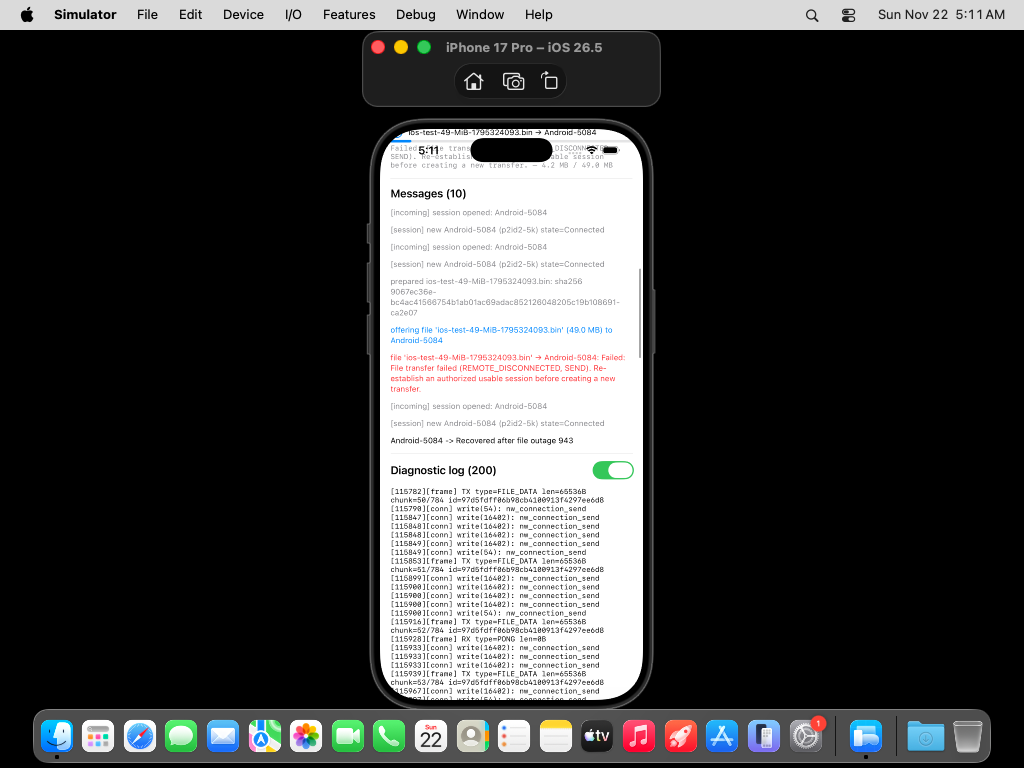 Simulator File Edit Device I/O Features Debug Window Help Sun Nov 22 5:11 AM
iPhone 17 Pro – iOS 26.5
ios-test-49-MiB-1795324093.bin → Android-5084
5:11
before creating a new transfer. — 4.2 MB / 49.0 MB
Messages (10)
[incoming] session opened: Android-5084
[session] new Android-5084 (p2id2-5k) state=Connected
[incoming] session opened: Android-5084
[session] new Android-5084 (p2id2-5k) state=Connected
prepared ios-test-49-MiB-1795324093.bin: sha256
9067ec36e-
bc4ac41566754b1ab01ac69adac852126048205c19b108691-
ca2e07
offering file 'ios-test-49-MiB-1795324093.bin' (49.0 MB) to
Android-5084
file 'ios-test-49-MiB-1795324093.bin' → Android-5084: Failed:
File transfer failed (REMOTE_DISCONNECTED, SEND). Re-
establish an authorized usable session before creating a new
transfer.
[incoming] session opened: Android-5084
[session] new Android-5084 (p2id2-5k) state=Connected
Android-5084 -> Recovered after file outage 943
Diagnostic log (200)
[115782][frame] TX type=FILE_DATA len=65536B
chunk=50/784 id=97d5fdff06b98cb4100913f4297ee6d8
[115790][conn] write(54): nw_connection_send
[115847][conn] write(16402): nw_connection_send
[115848][conn] write(16402): nw_connection_send
[115848][conn] write(16402): nw_connection_send
[115849][conn] write(16402): nw_connection_send
[115849][conn] write(54): nw_connection_send
[115853][frame] TX type=FILE_DATA len=65536B
chunk=51/784 id=97d5fdff06b98cb4100913f4297ee6d8
[115899][conn] write(16402): nw_connection_send
[115900][conn] write(16402): nw_connection_send
[115900][conn] write(16402): nw_connection_send
[115900][conn] write(16402): nw_connection_send
[115900][conn] write(54): nw_connection_send
[115916][frame] TX type=FILE_DATA len=65536B
chunk=52/784 id=97d5fdff06b98cb4100913f4297ee6d8
[115928][frame] RX type=PONG len=0B
[115933][conn] write(16402): nw_connection_send
[115933][conn] write(16402): nw_connection_send
[115933][conn] write(16402): nw_connection_send
[115939][frame] TX type=FILE_DATA len=65536B
chunk=53/784 id=97d5fdff06b98cb4100913f4297ee6d8
[115967][conn] write(16402): nw_connection_send
Sun
22
tv
1